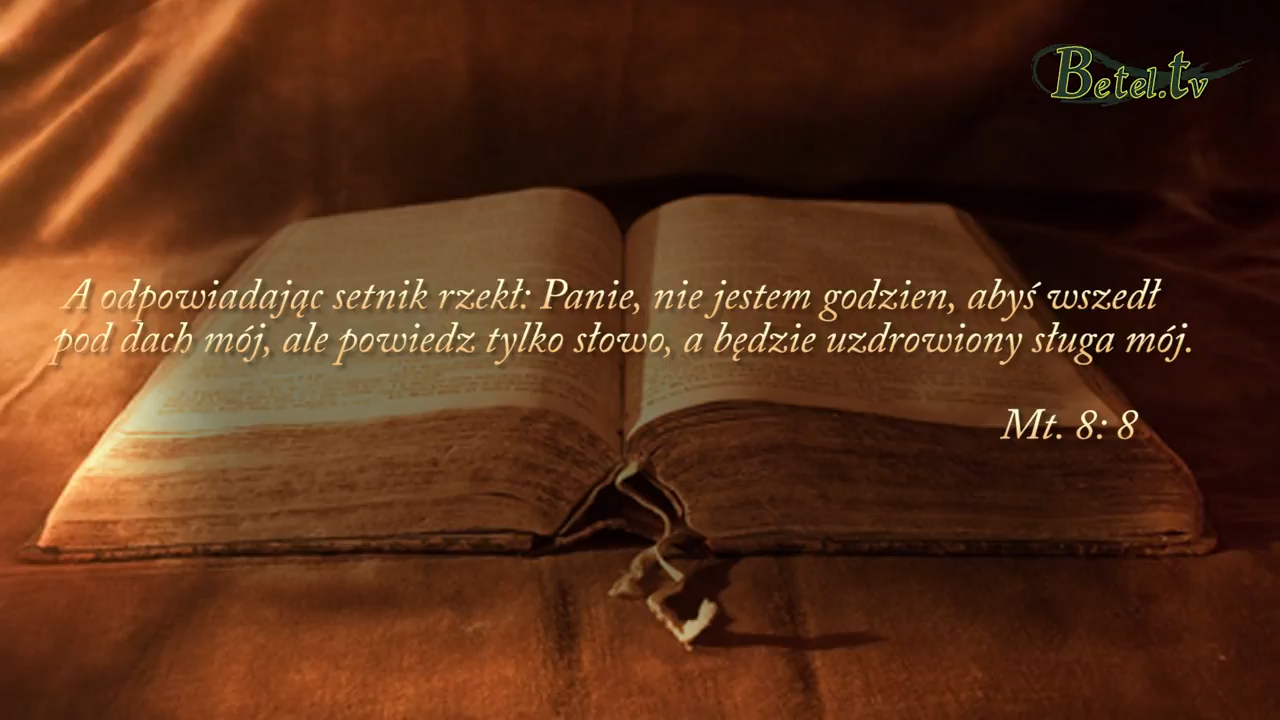 Betel.tv
A odpowiadając setnik rzekł: Panie, nie jestem godzien, abyś wszedł
pod dach mój, ale powiedz tylko słowo, a będzie uzdrowiony sługa mój.
Mt. 8: 8